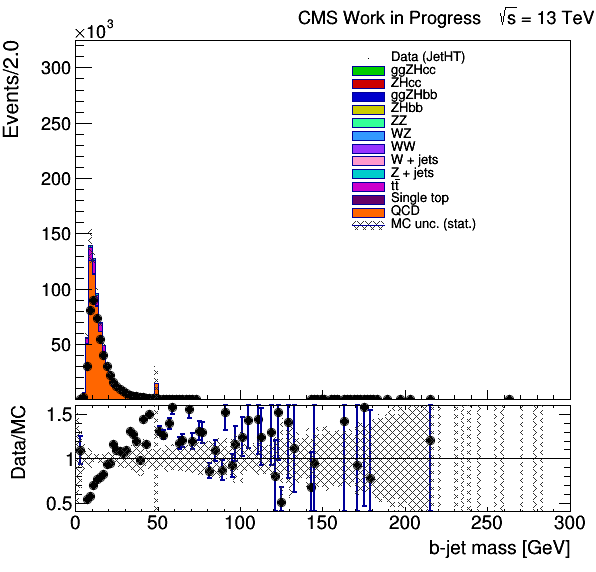 CMS Work in Progress √s = 13 TeV
×10³
Events/2.0
300
250
200
150
100
50
Data (JetHT)
ggZHcc
ZHcc
ggZHbb
ZHbb
ZZ
WZ
WW
W + jets
Z + jets
tt̄
Single top
QCD
MC unc. (stat.)
Data/MC
1.5
1
0.5
0 50 100 150 200 250 300
b-jet mass [GeV]